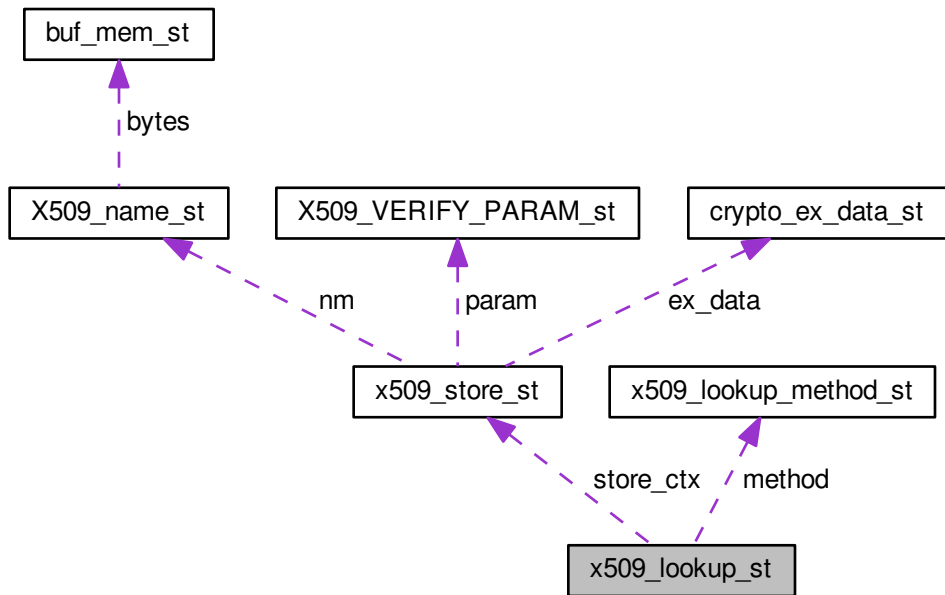 buf_mem_st
bytes
X509_name_st
X509_VERIFY_PARAM_st
crypto_ex_data_st
nm
param
ex_data
x509_store_st
x509_lookup_method_st
store_ctx
method
x509_lookup_st